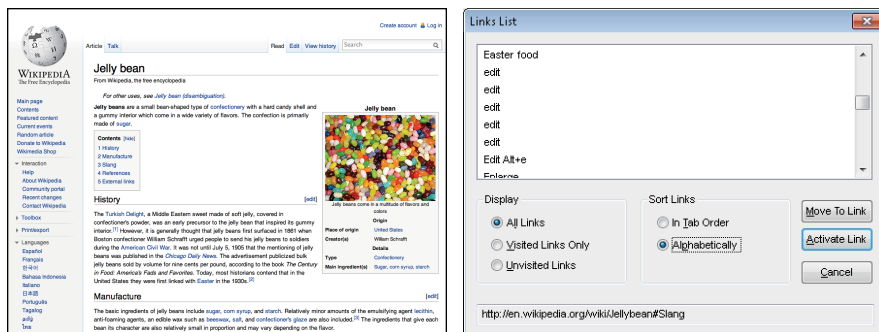 Create account Log in
WIKIPEDIA
The Free Encyclopedia
Main page
Contents
Featured content
Current events
Random article
Donate to Wikipedia
Wikimedia Shop
Interaction
Help
About Wikipedia
Community portal
Recent changes
Contact Wikipedia
Toolbox
Print/export
Languages
Español
Français
한국어
Bahasa Indonesia
Italiano
日本語
Português
Tagalog
தமிழ்
ไทย
Article Talk Read Edit View history Search
Jelly bean
From Wikipedia, the free encyclopedia
For other uses, see Jelly bean (disambiguation).
Jelly beans are a small bean-shaped type of confectionery with a hard candy shell and
a gummy interior which come in a wide variety of flavors. The confection is primarily
made of sugar.
Contents [hide]
1 History
2 Manufacture
3 Slang
4 References
5 External links
Jelly bean
Jelly beans come in a multitude of flavors and
colors
Origin
Place of origin United States
Creator(s) William Schrafft
Details
Type Confectionery
Main ingredient(s) Sugar, corn syrup, starch
History [edit]
The Turkish Delight, a Middle Eastern sweet made of soft jelly, covered in
confectioner's powder, was an early precursor to the jelly bean that inspired its gummy
interior.[1] However, it is generally thought that jelly beans first surfaced in 1861 when
Boston confectioner William Schrafft urged people to send his jelly beans to soldiers
during the American Civil War. It was not until July 5, 1905 that the mentioning of jelly
beans was published in the Chicago Daily News. The advertisement publicized bulk
jelly beans sold by volume for nine cents per pound, according to the book The Century
in Food: America's Fads and Favorites. Today, most historians contend that in the
United States they were first linked with Easter in the 1930s.[2]
Manufacture [edit]
The basic ingredients of jelly beans include sugar, corn syrup, and starch. Relatively minor amounts of the emulsifying agent lecithin,
anti-foaming agents, an edible wax such as beeswax, salt, and confectioner's glaze are also included.[3] The ingredients that give each
bean its character are also relatively small in proportion and may vary depending on the flavor.
Links List
Easter food
edit
edit
edit
edit
edit
Edit Alt+e
Enlarge
Display
All Links
Visited Links Only
Unvisited Links
Sort Links
In Tab Order
Alphabetically
Move To Link
Activate Link
Cancel
http://en.wikipedia.org/wiki/Jellybean#Slang